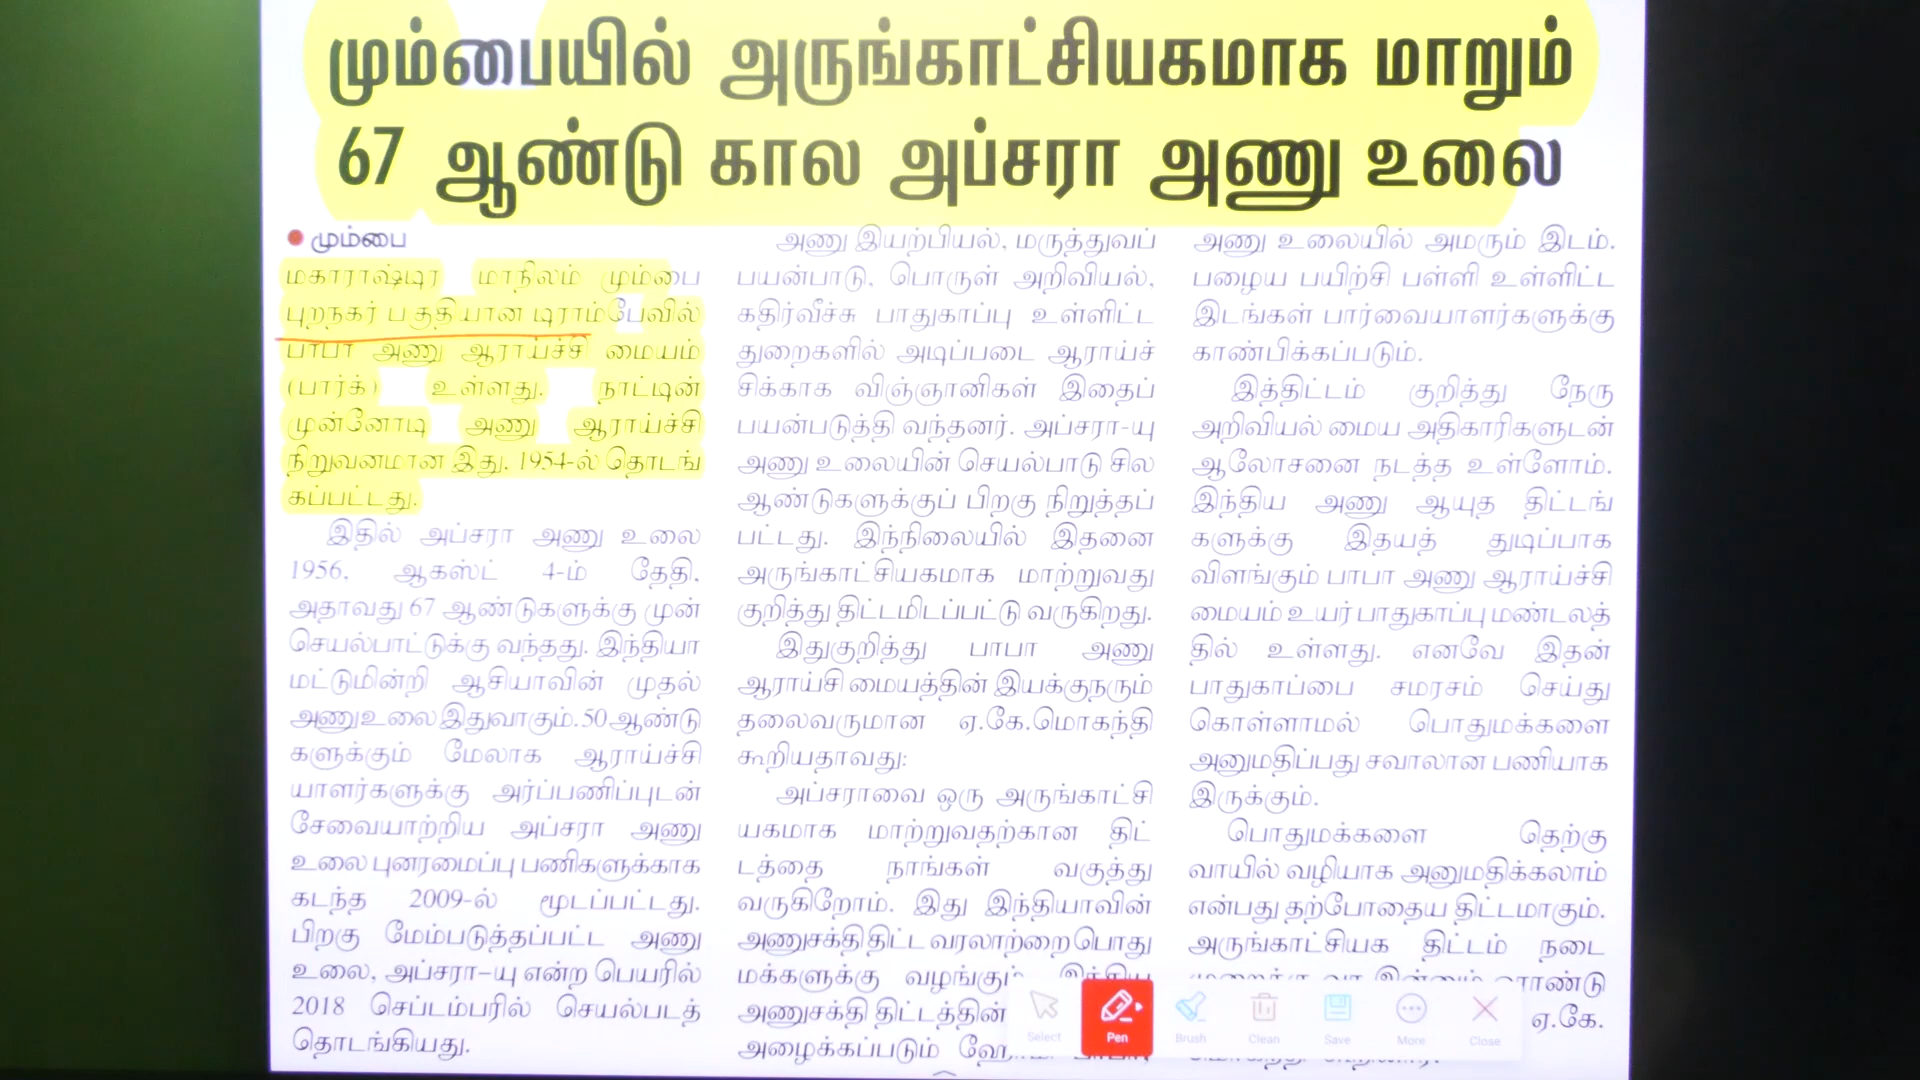 மும்பையில் அருங்காட்சியகமாக மாறும்
67 ஆண்டு கால அப்சரா அணு உலை
மும்பை
மகாராஷ்டிர மாநிலம் மும்பை
புறநகர் பகுதியான டிராம்பேவில்
பாபா அணு ஆராய்ச்சி மையம்
(பார்க்) உள்ளது. நாட்டின்
முன்னோடி அணு ஆராய்ச்சி
நிறுவனமான இது, 1954-ல் தொடங்
கப்பட்டது.
இதில் அப்சரா அணு உலை
1956, ஆகஸ்ட் 4-ம் தேதி,
அதாவது 67 ஆண்டுகளுக்கு முன்
செயல்பாட்டுக்கு வந்தது. இந்தியா
மட்டுமின்றி ஆசியாவின் முதல்
அணுஉலை இதுவாகும். 50 ஆண்டு
களுக்கும் மேலாக ஆராய்ச்சி
யாளர்களுக்கு அர்ப்பணிப்புடன்
சேவையாற்றிய அப்சரா அணு
உலை புனரமைப்பு பணிகளுக்காக
கடந்த 2009-ல் மூடப்பட்டது.
பிறகு மேம்படுத்தப்பட்ட அணு
உலை, அப்சரா–யு என்ற பெயரில்
2018 செப்டம்பரில் செயல்படத்
தொடங்கியது.
அணு இயற்பியல், மருத்துவப்
பயன்பாடு, பொருள் அறிவியல்,
கதிர்வீச்சு பாதுகாப்பு உள்ளிட்ட
துறைகளில் அடிப்படை ஆராய்ச்
சிக்காக விஞ்ஞானிகள் இதைப்
பயன்படுத்தி வந்தனர். அப்சரா-யு
அணு உலையின் செயல்பாடு சில
ஆண்டுகளுக்குப் பிறகு நிறுத்தப்
பட்டது. இந்நிலையில் இதனை
அருங்காட்சியகமாக மாற்றுவது
குறித்து திட்டமிடப்பட்டு வருகிறது.
இதுகுறித்து பாபா அணு
ஆராய்சி மையத்தின் இயக்குநரும்
தலைவருமான ஏ.கே.மொகந்தி
கூறியதாவது:
அப்சராவை ஒரு அருங்காட்சி
யகமாக மாற்றுவதற்கான திட்
டத்தை நாங்கள் வகுத்து
வருகிறோம். இது இந்தியாவின்
அணுசக்தி திட்ட வரலாற்றை பொது
மக்களுக்கு வழங்கும். இந்திய
அணுசக்தி திட்டத்தின்
அழைக்கப்படும்
அணு உலையில் அமரும் இடம்,
பழைய பயிற்சி பள்ளி உள்ளிட்ட
இடங்கள் பார்வையாளர்களுக்கு
காண்பிக்கப்படும்.
இத்திட்டம் குறித்து நேரு
அறிவியல் மைய அதிகாரிகளுடன்
ஆலோசனை நடத்த உள்ளோம்.
இந்திய அணு ஆயுத திட்டங்
களுக்கு இதயத் துடிப்பாக
விளங்கும் பாபா அணு ஆராய்ச்சி
மையம் உயர் பாதுகாப்பு மண்டலத்
தில் உள்ளது. எனவே இதன்
பாதுகாப்பை சமரசம் செய்து
கொள்ளாமல் பொதுமக்களை
அனுமதிப்பது சவாலான பணியாக
இருக்கும்.
பொதுமக்களை தெற்கு
வாயில் வழியாக அனுமதிக்கலாம்
என்பது தற்போதைய திட்டமாகும்.
அருங்காட்சியக திட்டம் நடை
ஏ.கே.
Select Pen Brush Clean Save More Close